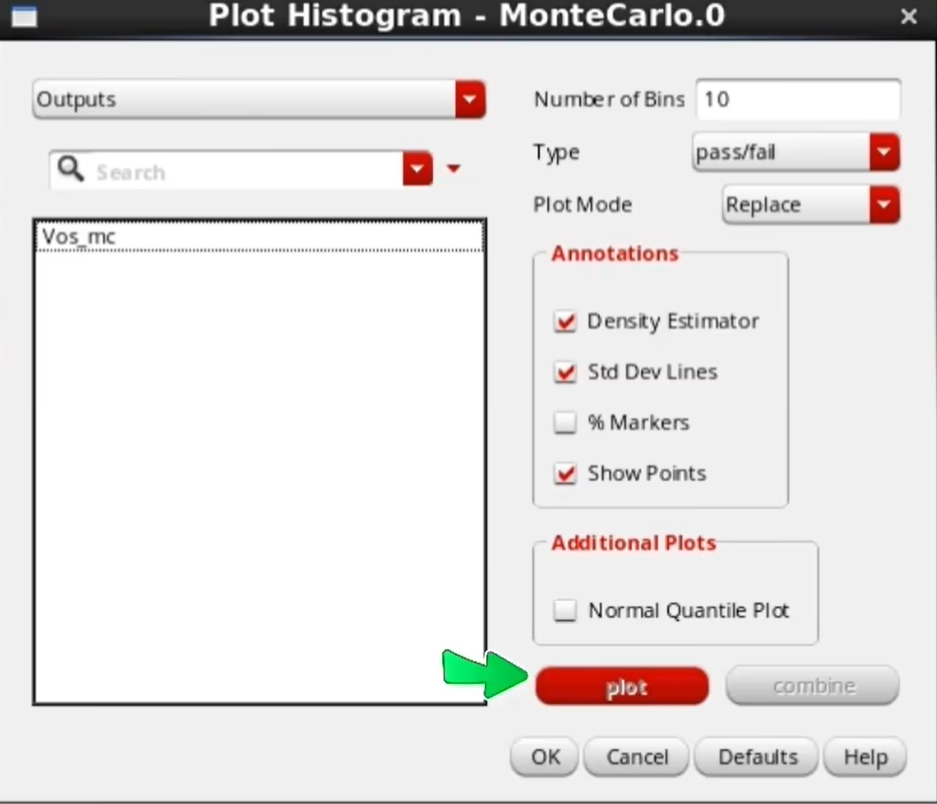 Plot Histogram - MonteCarlo.0
Outputs
Search
Vos_mc
Number of Bins 10
Type pass/fail
Plot Mode Replace
Annotations
Density Estimator
Std Dev Lines
% Markers
Show Points
Additional Plots
Normal Quantile Plot
plot combine
OK Cancel Defaults Help